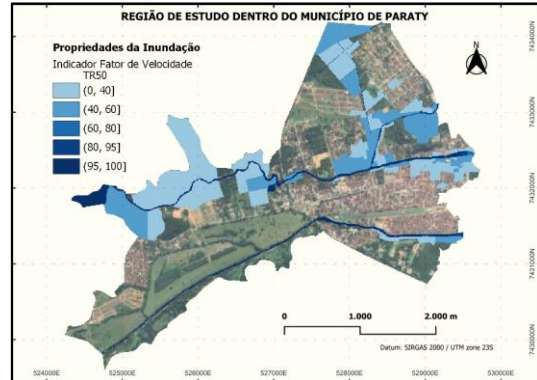 REGIÃO DE ESTUDO DENTRO DO MUNICÍPIO DE PARATY
Propriedades da Inundação
Indicador Fator de Velocidade
TR50
(0, 40]
(40, 60]
(60, 80]
(80, 95]
(95, 100]
N
7434000N
7433000N
7432000N
7431000N
7430000N
0 1.000 2.000 m
Datum: SIRGAS 2000 / UTM zone 23S
524000E 525000E 526000E 527000E 528000E 529000E 530000E